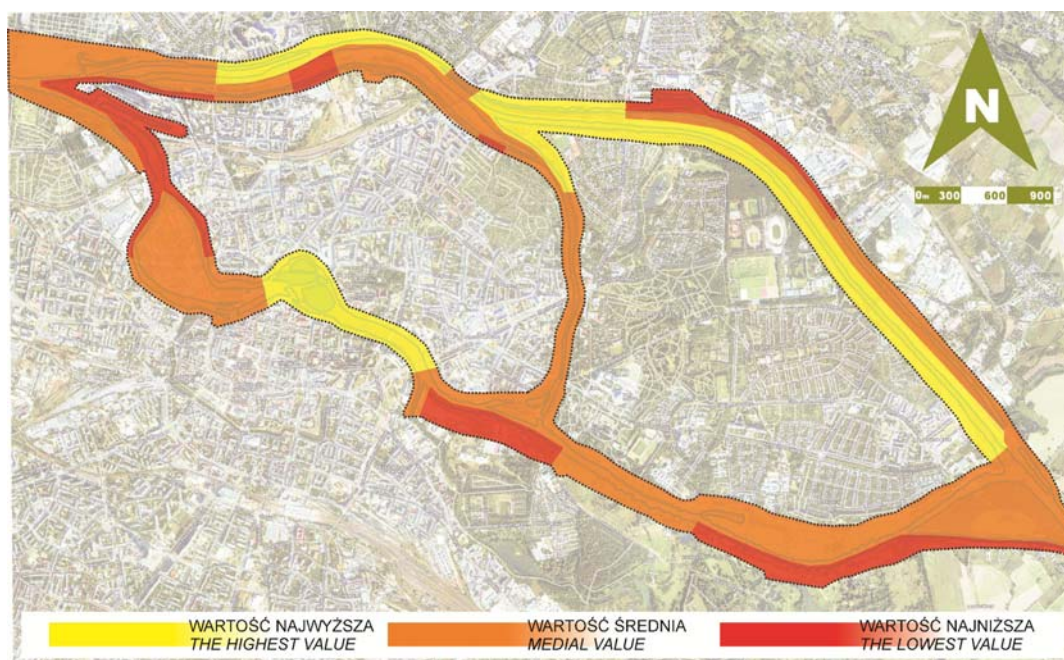 N
0m 300 600 900
WARTOŚĆ NAJWYŻSZA
THE HIGHEST VALUE
WARTOŚĆ ŚREDNIA
MEDIAL VALUE
WARTOŚĆ NAJNIŻSZA
THE LOWEST VALUE